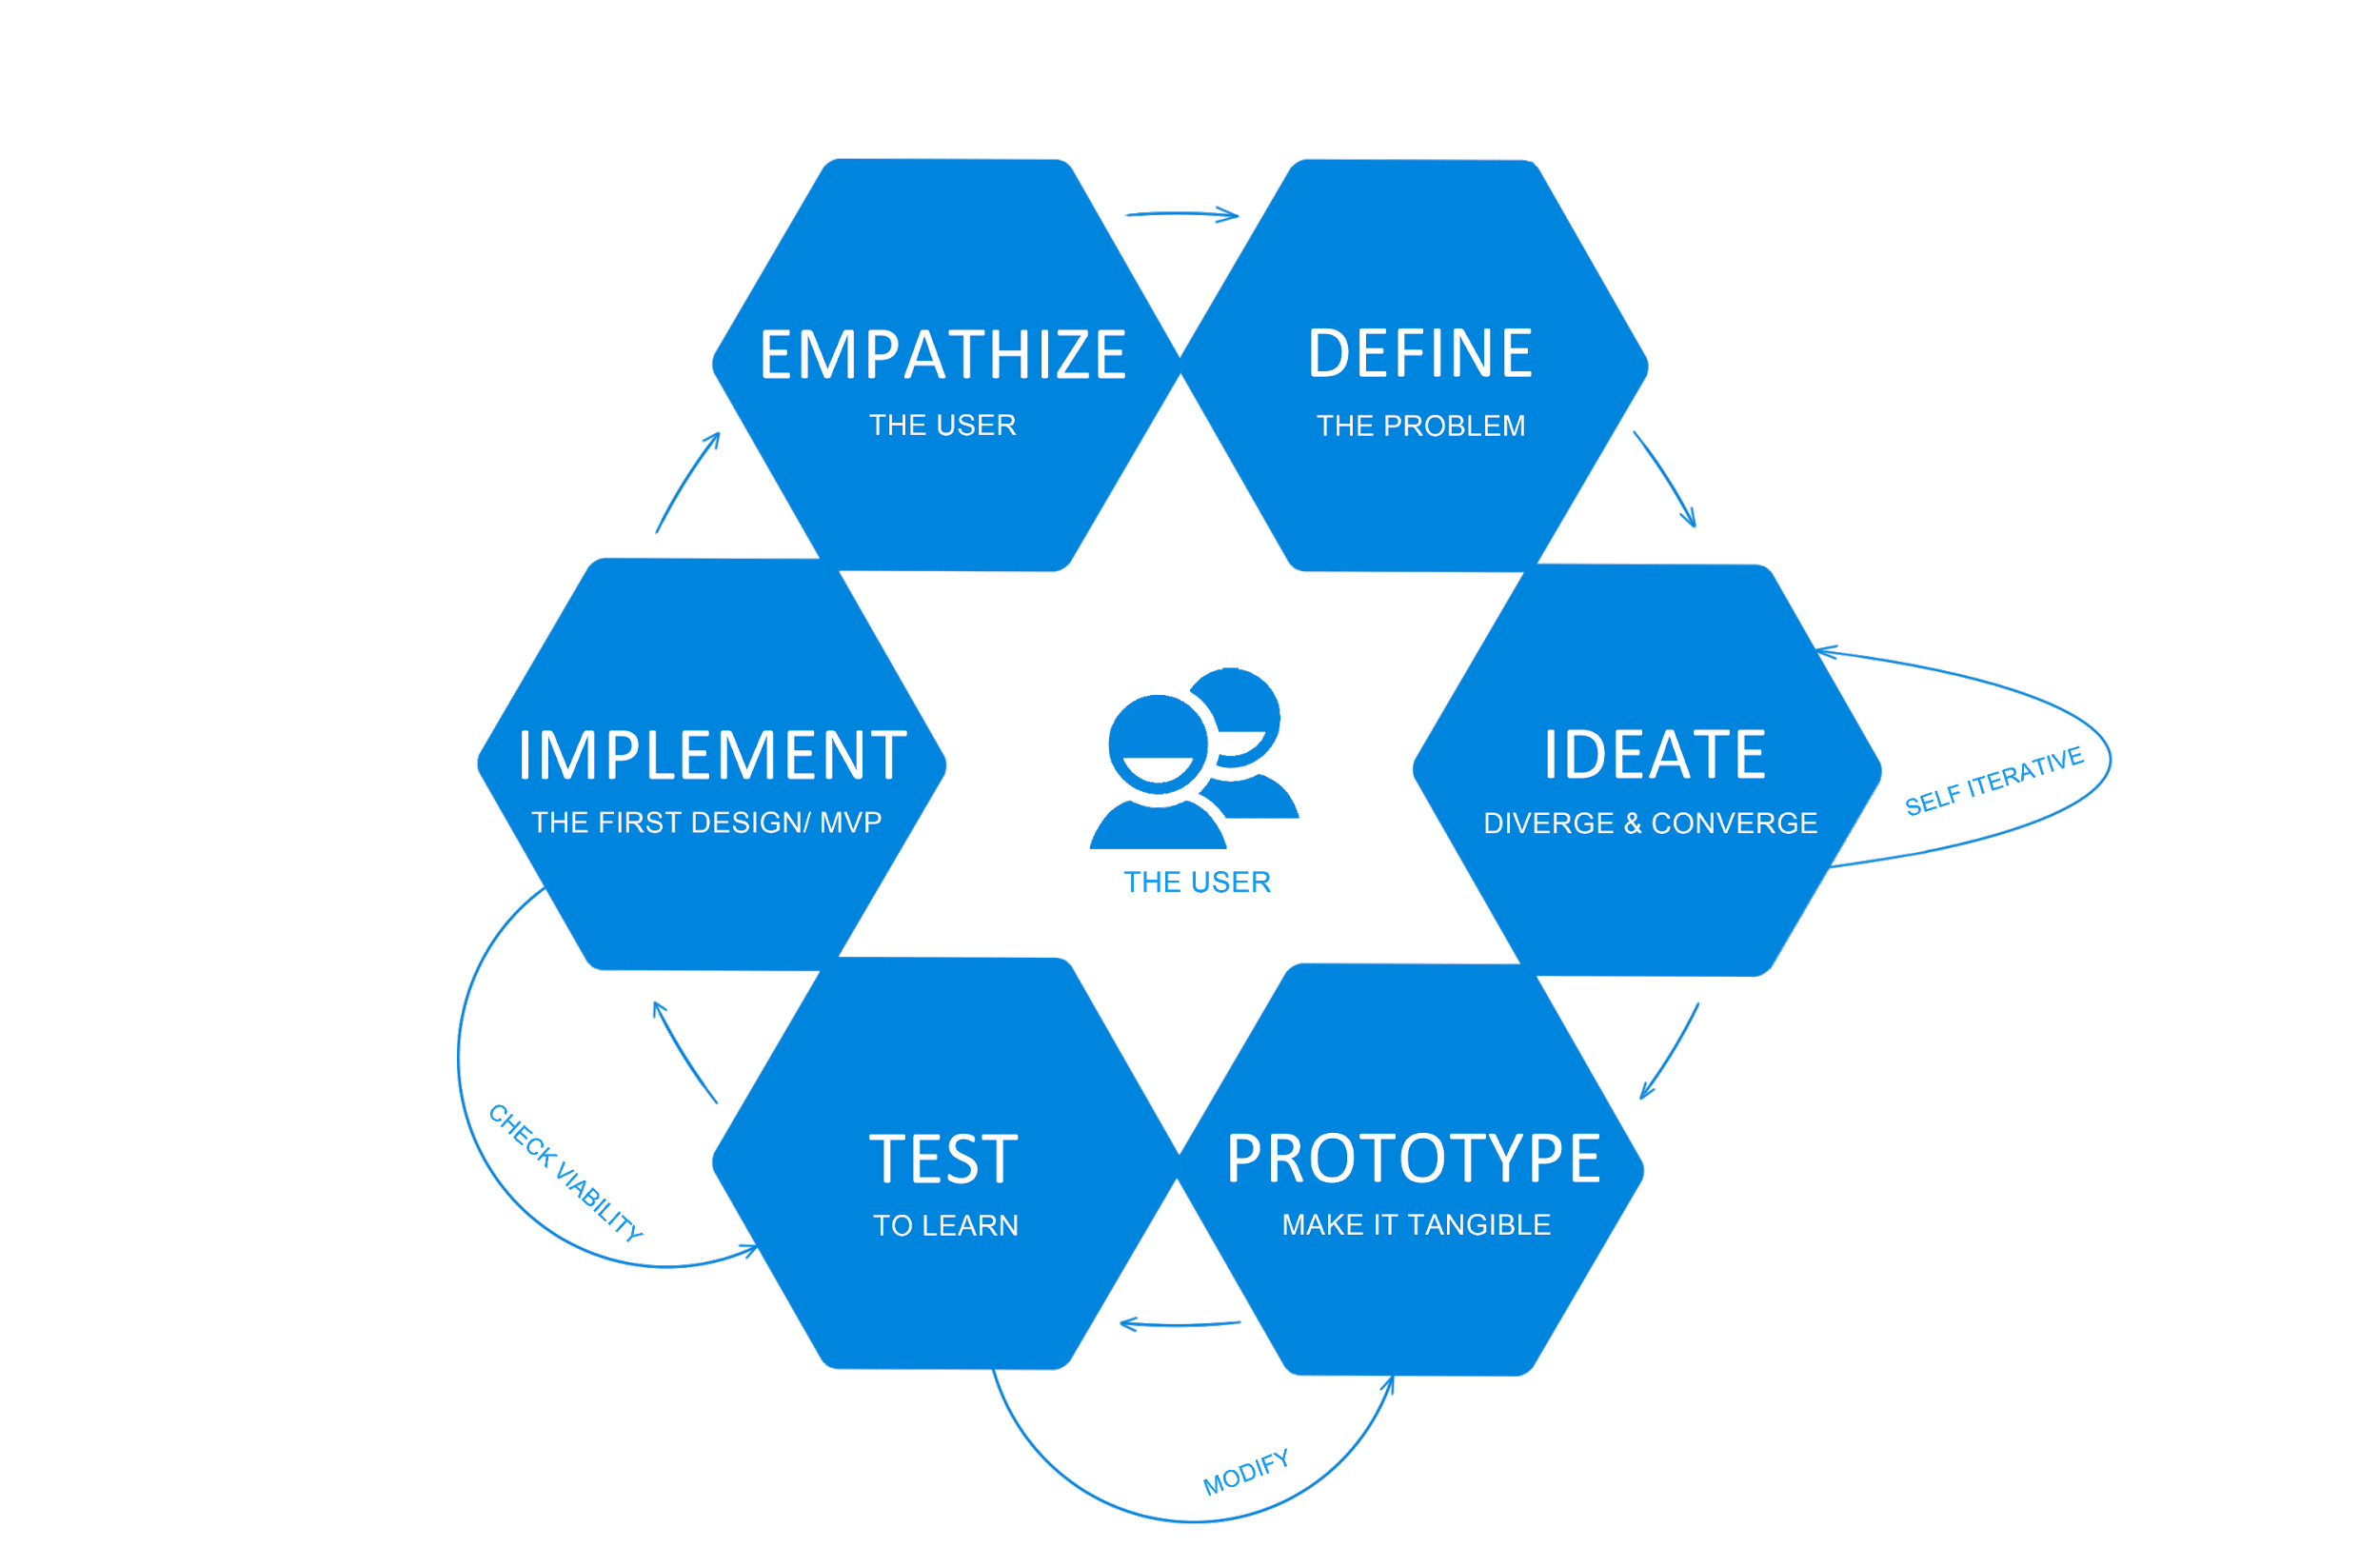 EMPATHIZE
THE USER
DEFINE
THE PROBLEM
IMPLEMENT
THE FIRST DESIGN/ MVP
THE USER
IDEATE
DIVERGE & CONVERGE
SELF ITERATIVE
CHECK VIABILITY
TEST
TO LEARN
PROTOTYPE
MAKE IT TANGIBLE
MODIFY